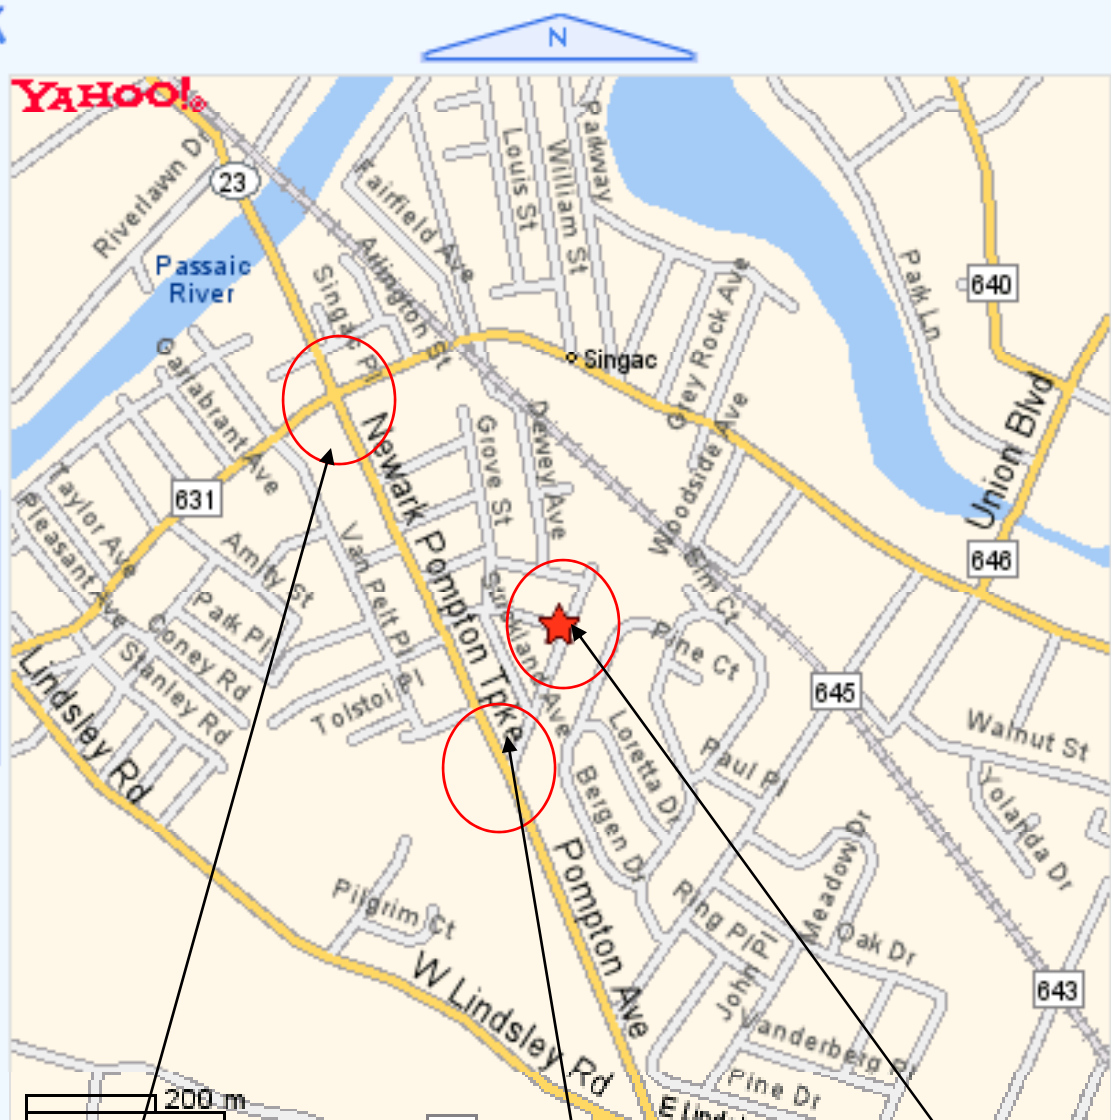 N
YAHOO!®
Riverlawn Dr
23
Passaic
River
Fairfield Ave
Arlington St
Louis St
William St
Parkway
Park Ln
640
Singac Pl
Singac
Grey Rock Ave
Garrabrant Ave
Union Blvd
Newark Pompton Tpke
Grove St
Dewey Ave
Woodside Ave
631
Taylor Ave
Pleasant Ave
Amity St
Van Pelt Pl
646
Elm Ct
Park Pl
Coney Rd
Stanley Rd
Pine Ct
Lindsley Rd
Tolstoi Pl
645
Loretta Dr
Paul Pl
Walnut St
Bergen Dr
Yolanda Dr
Meadow Dr
Pilgrim Ct
Pompton Ave
Ring Pl
Oak Dr
John Pl
643
W Lindsley Rd
Vanderberg Pl
Pine Dr
200 m